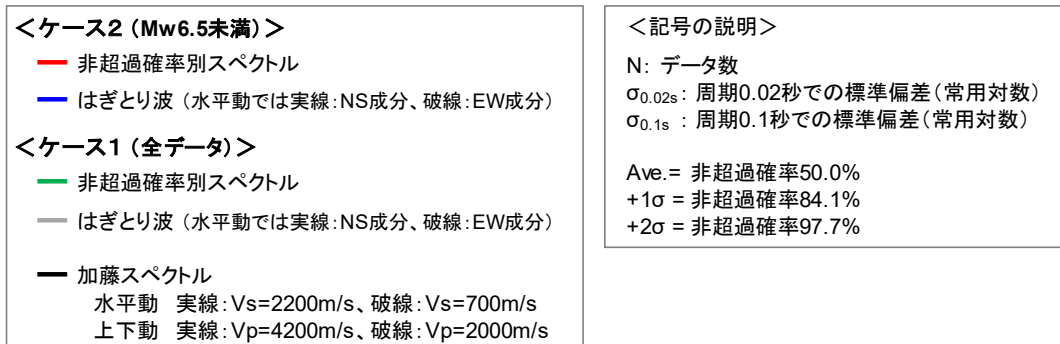 ＜ケース2 （Mw6.5未満）＞
非超過確率別スペクトル
はぎとり波 （水平動では実線：NS成分、破線：EW成分）
＜ケース1 （全データ）＞
非超過確率別スペクトル
はぎとり波 （水平動では実線：NS成分、破線：EW成分）
加藤スペクトル
水平動　実線：Vs=2200m/s、破線：Vs=700m/s
上下動　実線：Vp=4200m/s、破線：Vp=2000m/s
＜記号の説明＞
N： データ数
σ0.02s： 周期0.02秒での標準偏差（常用対数）
σ0.1s ： 周期0.1秒での標準偏差（常用対数）
Ave.= 非超過確率50.0%
+1σ = 非超過確率84.1%
+2σ = 非超過確率97.7%